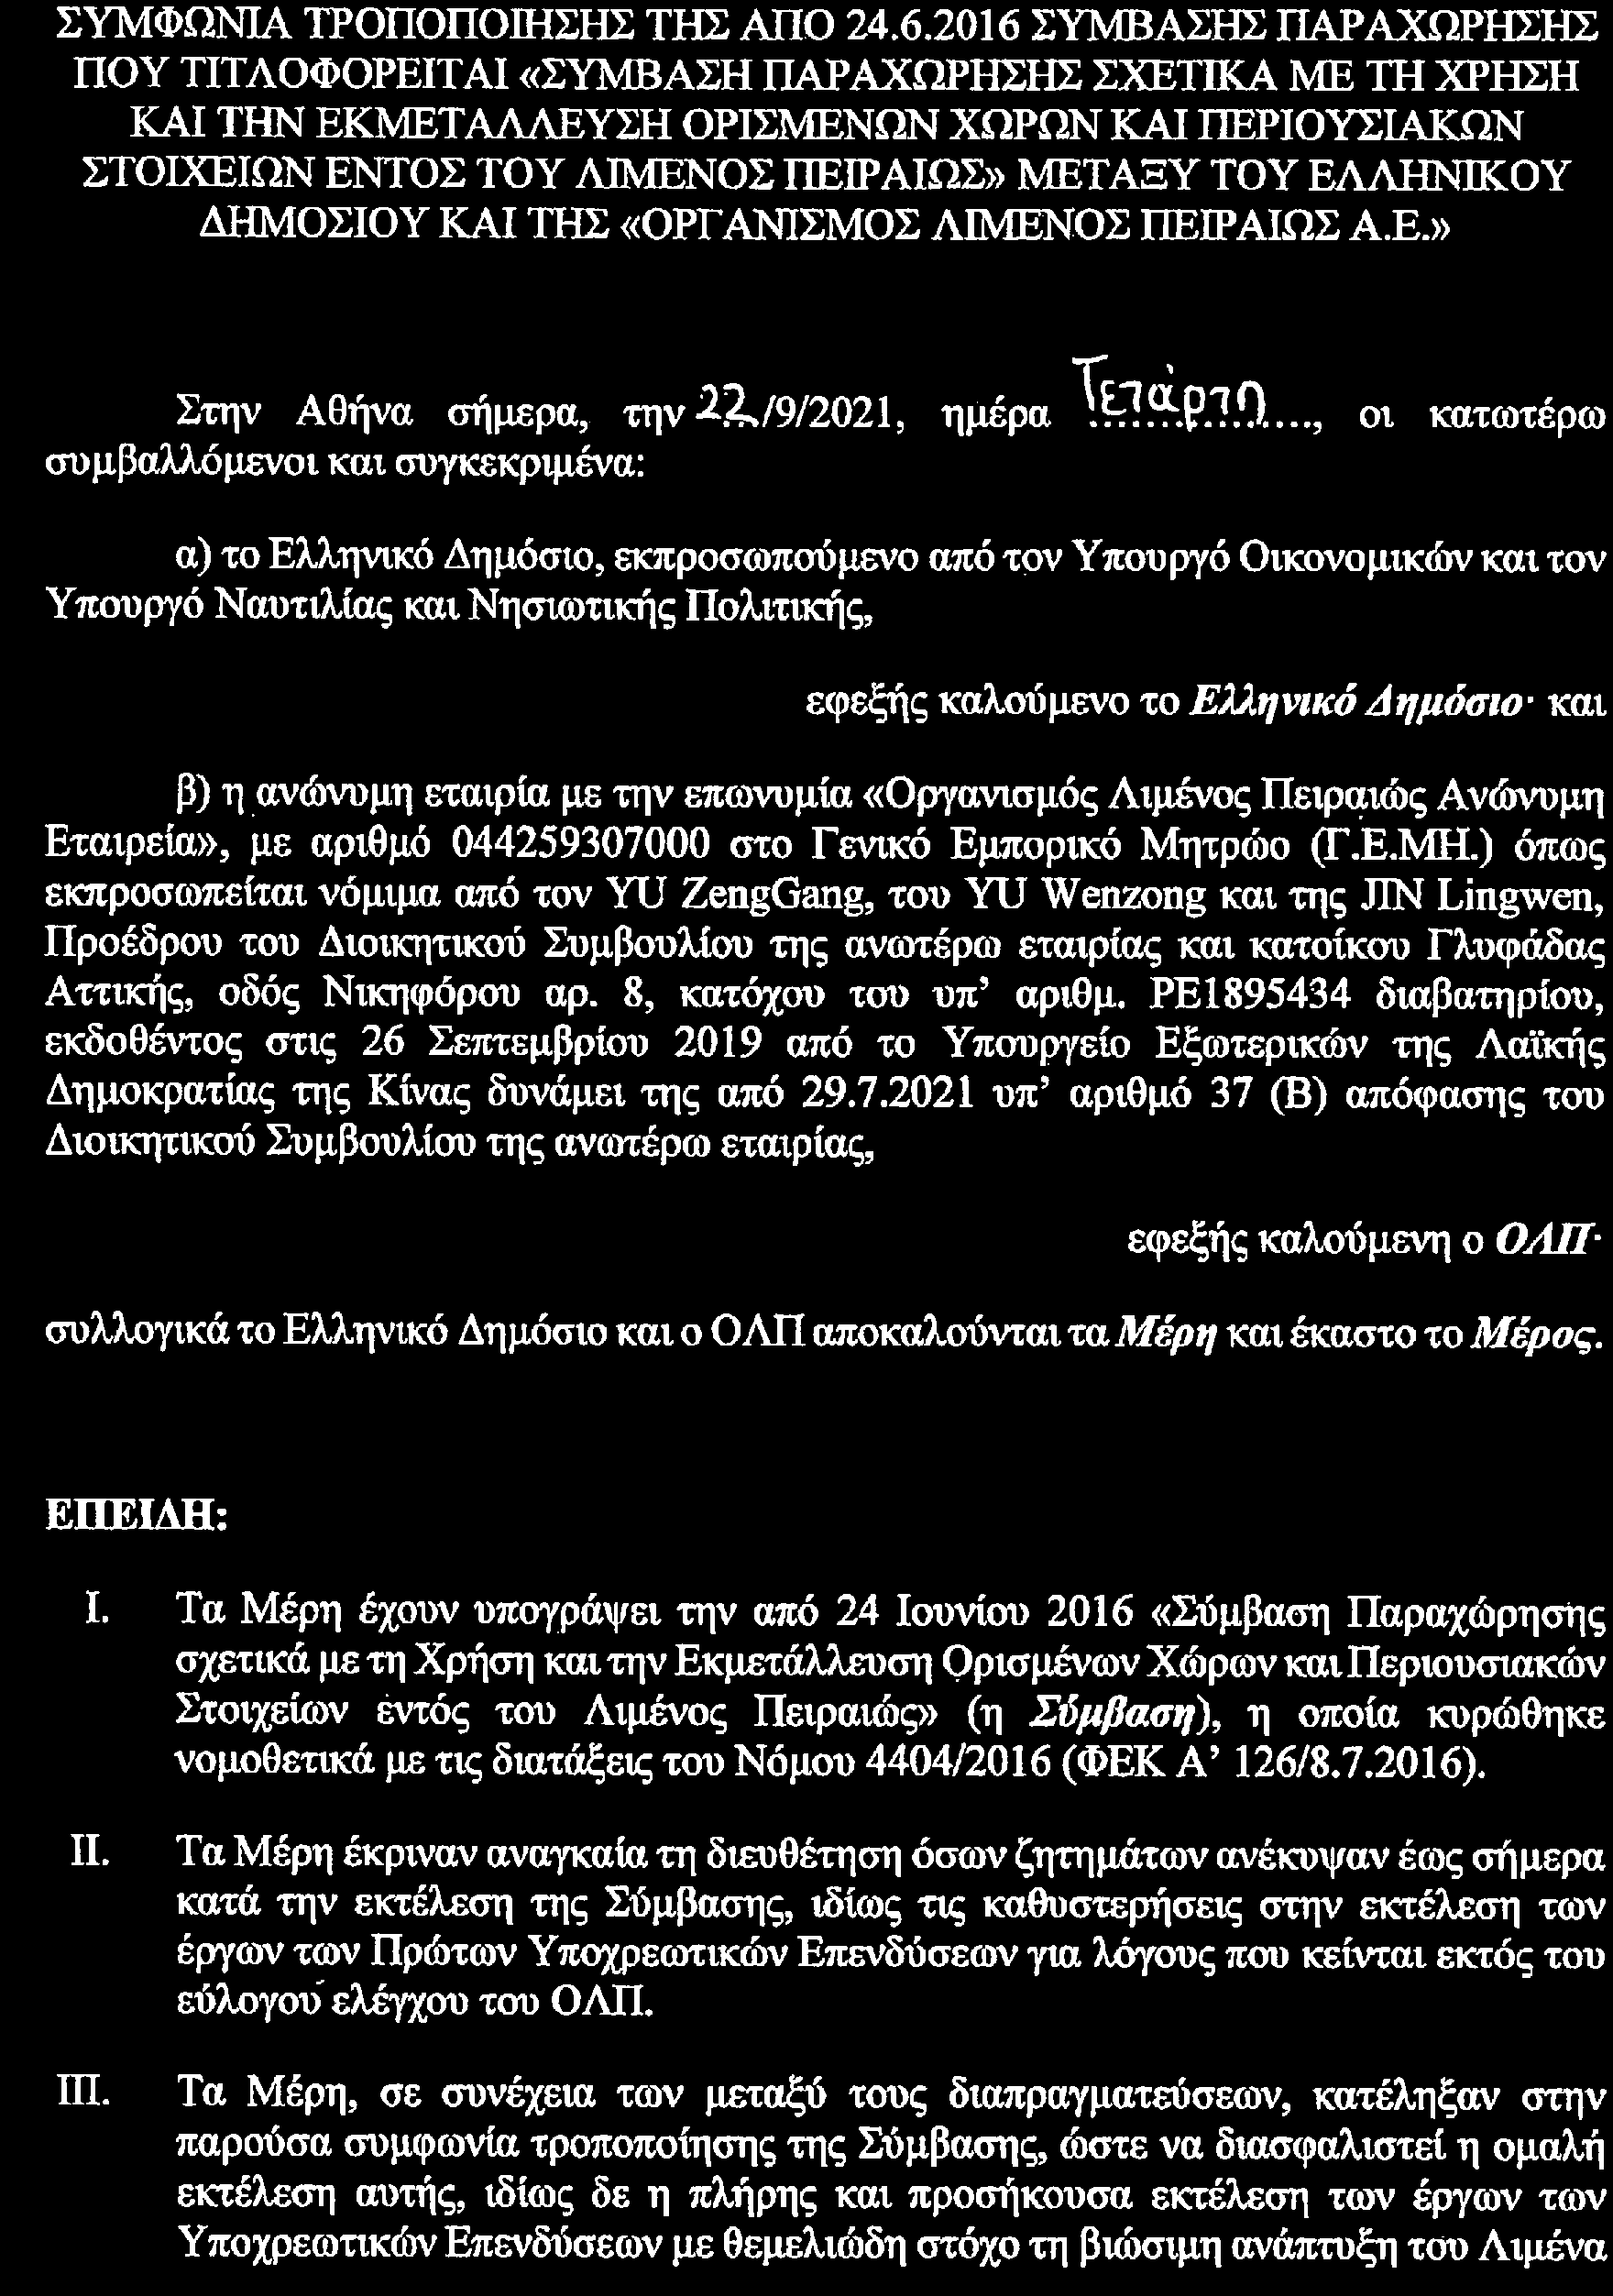 ΣΥΜΦΩΝΙΑ ΤΡΟΠΟΠΟΙΗΣΗΣ ΤΗΣ ΑΠΟ 24.6.2016 ΣΥΜΒΑΣΗΣ ΠΑΡΑΧΩΡΗΣΗΣ
ΠΟΥ ΤΙΤΛΟΦΟΡΕΙΤΑΙ «ΣΥΜΒΑΣΗ ΠΑΡΑΧΩΡΗΣΗΣ ΣΧΕΤΙΚΑ ΜΕ ΤΗ ΧΡΗΣΗ
ΚΑΙ ΤΗΝ ΕΚΜΕΤΑΛΛΕΥΣΗ ΟΡΙΣΜΕΝΩΝ ΧΩΡΩΝ ΚΑΙ ΠΕΡΙΟΥΣΙΑΚΩΝ
ΣΤΟΙΧΕΙΩΝ ΕΝΤΟΣ ΤΟΥ ΛΙΜΕΝΟΣ ΠΕΙΡΑΙΩΣ» ΜΕΤΑΞΥ ΤΟΥ ΕΛΛΗΝΙΚΟΥ
ΔΗΜΟΣΙΟΥ ΚΑΙ ΤΗΣ «ΟΡΓΑΝΙΣΜΟΣ ΛΙΜΕΝΟΣ ΠΕΙΡΑΙΩΣ Α.Ε.»
Στην Αθήνα σήμερα, την 22/9/2021, ημέρα Τετάρτη...., οι κατωτέρω
συμβαλλόμενοι και συγκεκριμένα:
α) το Ελληνικό Δημόσιο, εκπροσωπούμενο από τον Υπουργό Οικονομικών και τον
Υπουργό Ναυτιλίας και Νησιωτικής Πολιτικής,
εφεξής καλούμενο το Ελληνικό Δημόσιο· και
β) η ανώνυμη εταιρία με την επωνυμία «Οργανισμός Λιμένος Πειραιώς Ανώνυμη
Εταιρεία», με αριθμό 044259307000 στο Γενικό Εμπορικό Μητρώο (Γ.Ε.ΜΗ.) όπως
εκπροσωπείται νόμιμα από τον YU ZengGang, του YU Wenzong και της JIN Lingwen,
Προέδρου του Διοικητικού Συμβουλίου της ανωτέρω εταιρίας και κατοίκου Γλυφάδας
Αττικής, οδός Νικηφόρου αρ. 8, κατόχου του υπ’ αριθμ. PE1895434 διαβατηρίου,
εκδοθέντος στις 26 Σεπτεμβρίου 2019 από το Υπουργείο Εξωτερικών της Λαϊκής
Δημοκρατίας της Κίνας δυνάμει της από 29.7.2021 υπ’ αριθμό 37 (Β) απόφασης του
Διοικητικού Συμβουλίου της ανωτέρω εταιρίας,
εφεξής καλούμενη ο ΟΛΠ·
συλλογικά το Ελληνικό Δημόσιο και ο ΟΛΠ αποκαλούνται τα Μέρη και έκαστο το Μέρος.
ΕΠΕΙΔΗ:
I. Τα Μέρη έχουν υπογράψει την από 24 Ιουνίου 2016 «Σύμβαση Παραχώρησης
σχετικά με τη Χρήση και την Εκμετάλλευση Ορισμένων Χώρων και Περιουσιακών
Στοιχείων εντός του Λιμένος Πειραιώς» (η Σύμβαση), η οποία κυρώθηκε
νομοθετικά με τις διατάξεις του Νόμου 4404/2016 (ΦΕΚ Α’ 126/8.7.2016).
II. Τα Μέρη έκριναν αναγκαία τη διευθέτηση όσων ζητημάτων ανέκυψαν έως σήμερα
κατά την εκτέλεση της Σύμβασης, ιδίως τις καθυστερήσεις στην εκτέλεση των
έργων των Πρώτων Υποχρεωτικών Επενδύσεων για λόγους που κείνται εκτός του
εύλογου ελέγχου του ΟΛΠ.
III. Τα Μέρη, σε συνέχεια των μεταξύ τους διαπραγματεύσεων, κατέληξαν στην
παρούσα συμφωνία τροποποίησης της Σύμβασης, ώστε να διασφαλιστεί η ομαλή
εκτέλεση αυτής, ιδίως δε η πλήρης και προσήκουσα εκτέλεση των έργων των
Υποχρεωτικών Επενδύσεων με θεμελιώδη στόχο τη βιώσιμη ανάπτυξη του Λιμένα